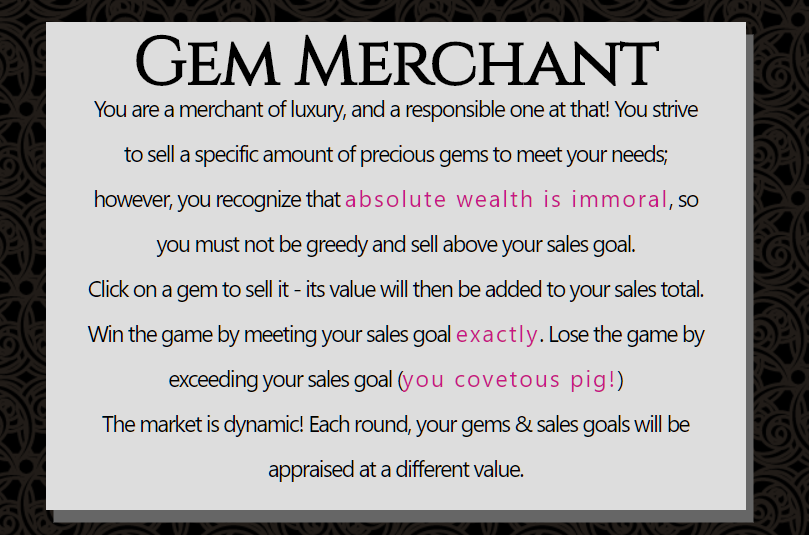 GEM MERCHANT
You are a merchant of luxury, and a responsible one at that! You strive
to sell a specific amount of precious gems to meet your needs;
however, you recognize that absolute wealth is immoral, so
you must not be greedy and sell above your sales goal.
Click on a gem to sell it - its value will then be added to your sales total.
Win the game by meeting your sales goal exactly. Lose the game by
exceeding your sales goal (you covetous pig!)
The market is dynamic! Each round, your gems & sales goals will be
appraised at a different value.